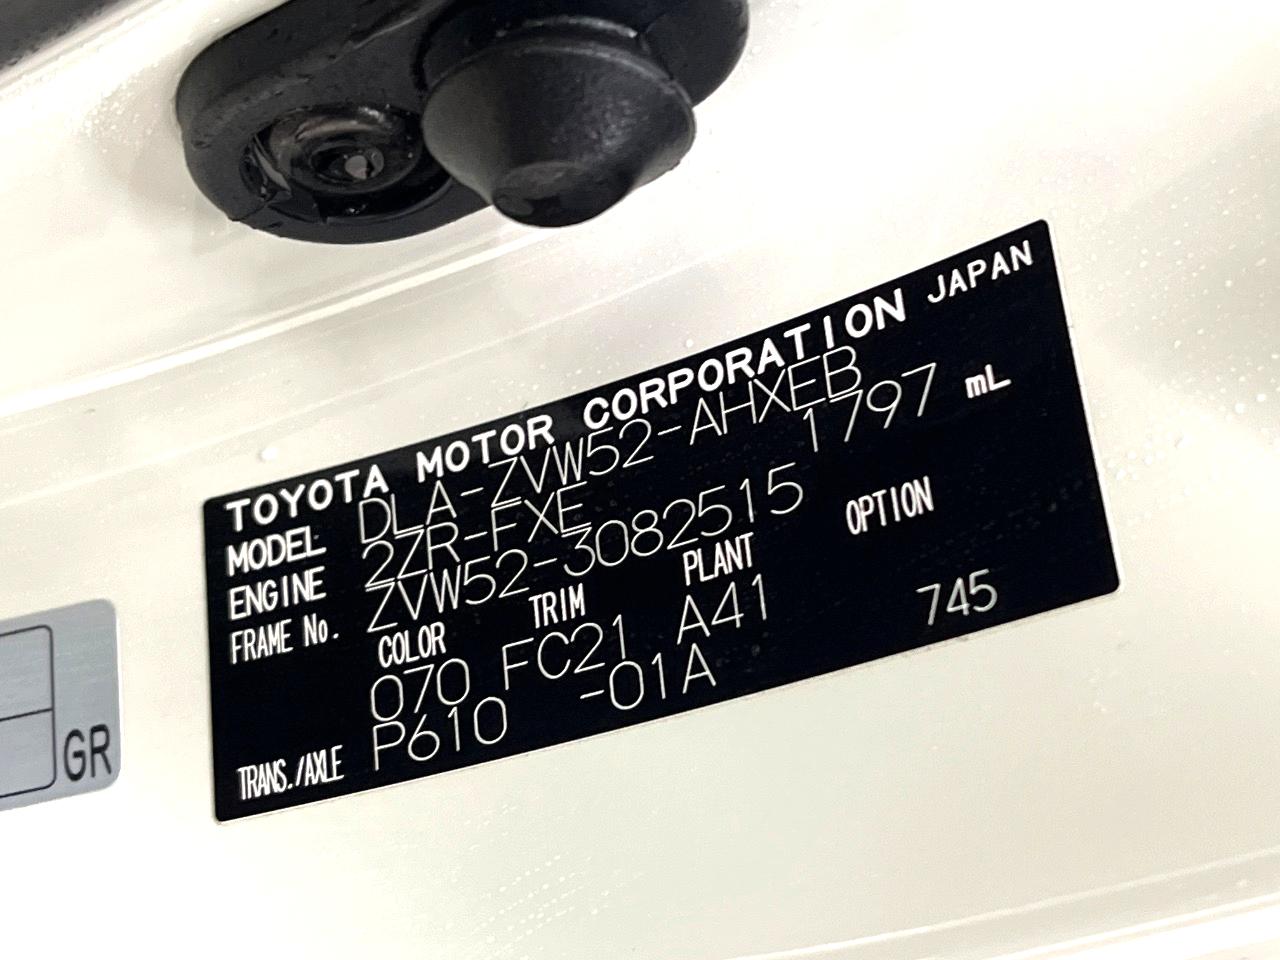 TOYOTA MOTOR CORPORATION JAPAN
MODEL DLA-ZVW52-AHXEB
ENGINE 2ZR-FXE 1797 mL
FRAME No. ZVW52-3082515
COLOR TRIM PLANT OPTION
070 FC21 A41 745
TRANS./AXLE P610 -01A
GR